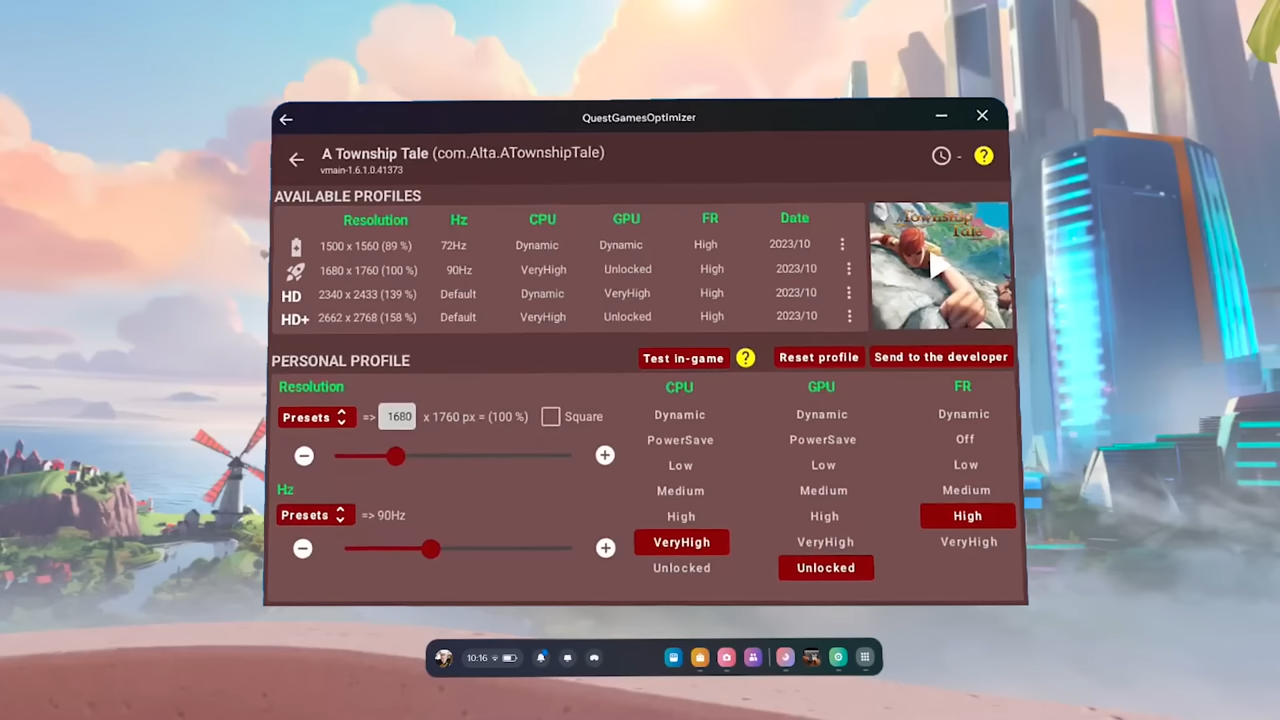 QuestGamesOptimizer
A Township Tale (com.Alta.ATownshipTale)
vmain-1.6.1.0.41373
-
?
AVAILABLE PROFILES
Resolution Hz CPU GPU FR Date
1500 x 1560 (89 %) 72Hz Dynamic Dynamic High 2023/10
1680 x 1760 (100 %) 90Hz VeryHigh Unlocked High 2023/10
HD 2340 x 2433 (139 %) Default Dynamic VeryHigh High 2023/10
HD+ 2662 x 2768 (158 %) Default VeryHigh Unlocked High 2023/10
Township
Tale
PERSONAL PROFILE
Test in-game ? Reset profile Send to the developer
Resolution
Presets => 1680 x 1760 px = (100 %) Square
Hz
Presets => 90Hz
CPU GPU FR
Dynamic Dynamic Dynamic
PowerSave PowerSave Off
Low Low Low
Medium Medium Medium
High High High
VeryHigh VeryHigh VeryHigh
Unlocked Unlocked
10:16